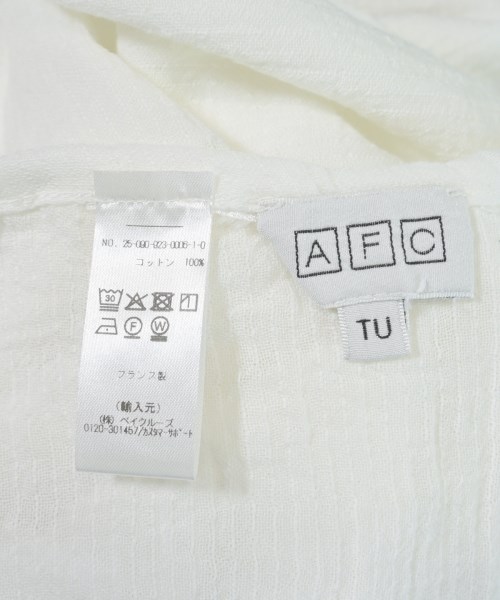 NO. 25-090-023-0006-1-0
コットン 100%
30
F W
フランス製
(輸入元)
(株) ベイクルーズ
0120-301457/カスタマーサポート
AFC
TU